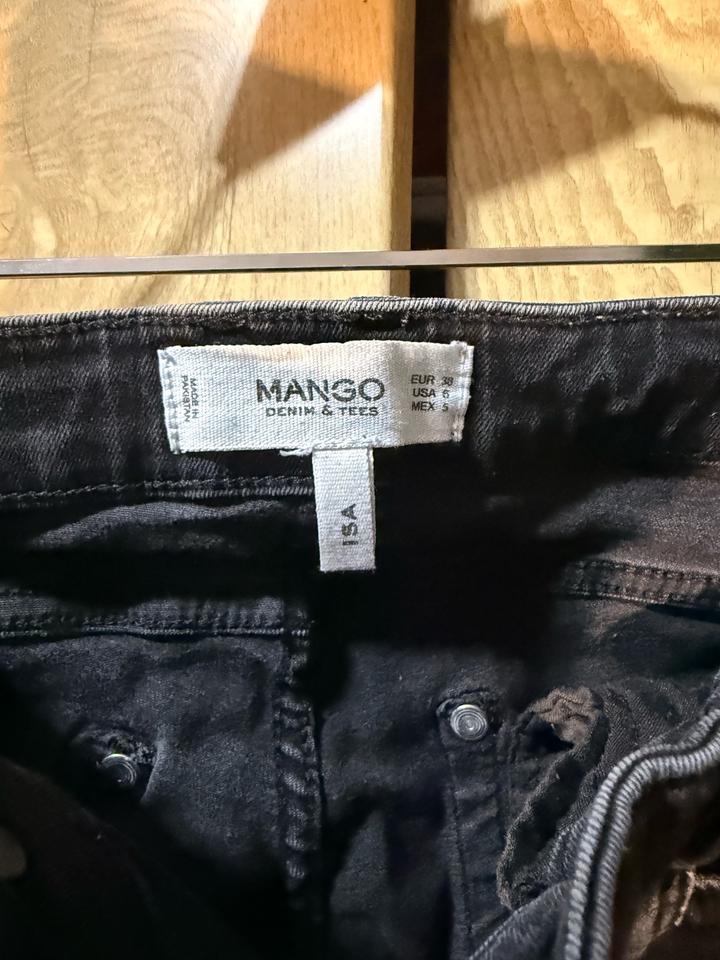 MADE IN
PAKISTAN
MANGO
DENIM & TEES
EUR 38
USA 6
MEX 5
ISA